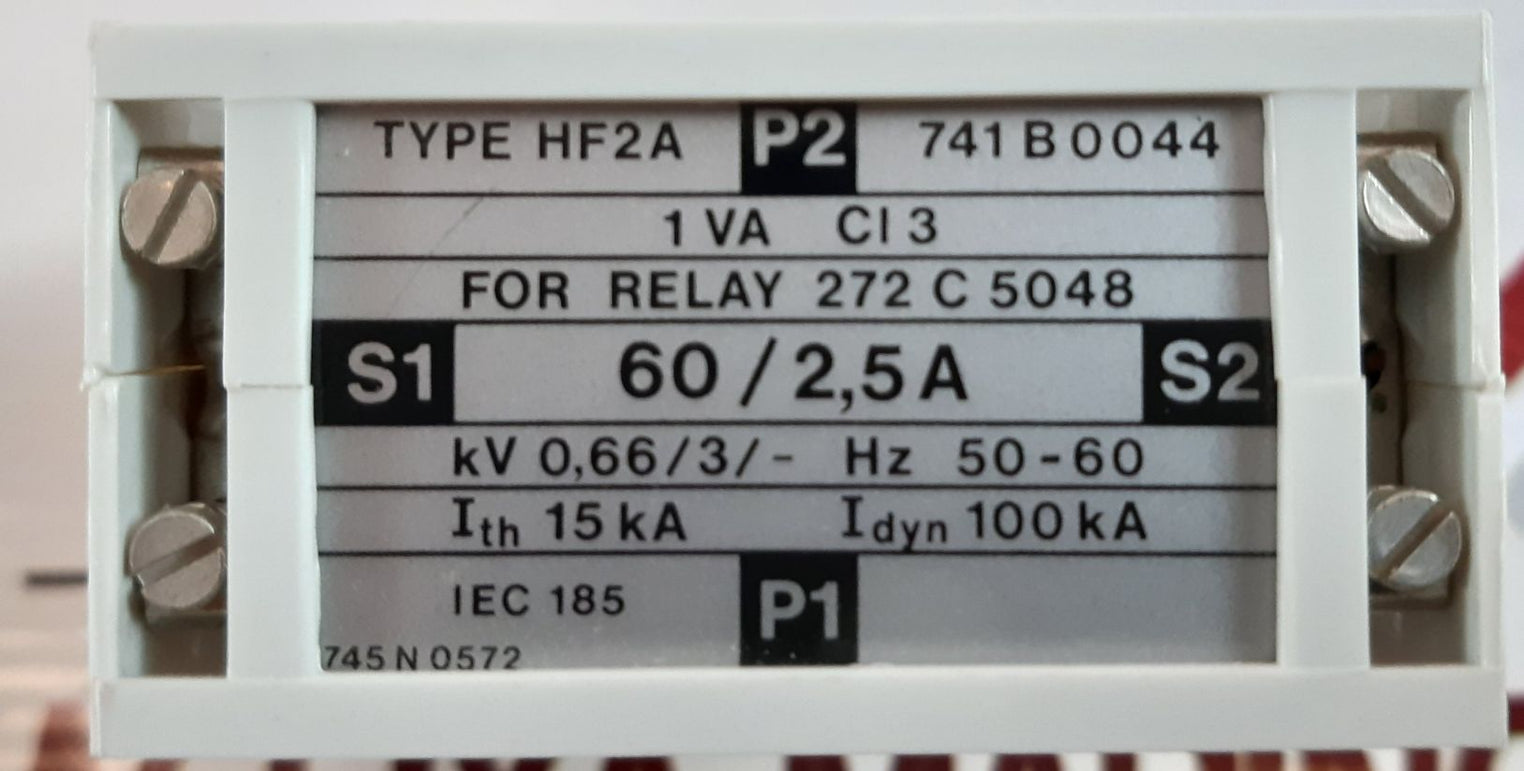 TYPE HF2A P2 741 B 0044
1 VA Cl 3
FOR RELAY 272 C 5048
S1 60 / 2,5 A S2
kV 0,66/3/- Hz 50-60
Ith 15 kA Idyn 100 kA
IEC 185 P1
745 N 0572